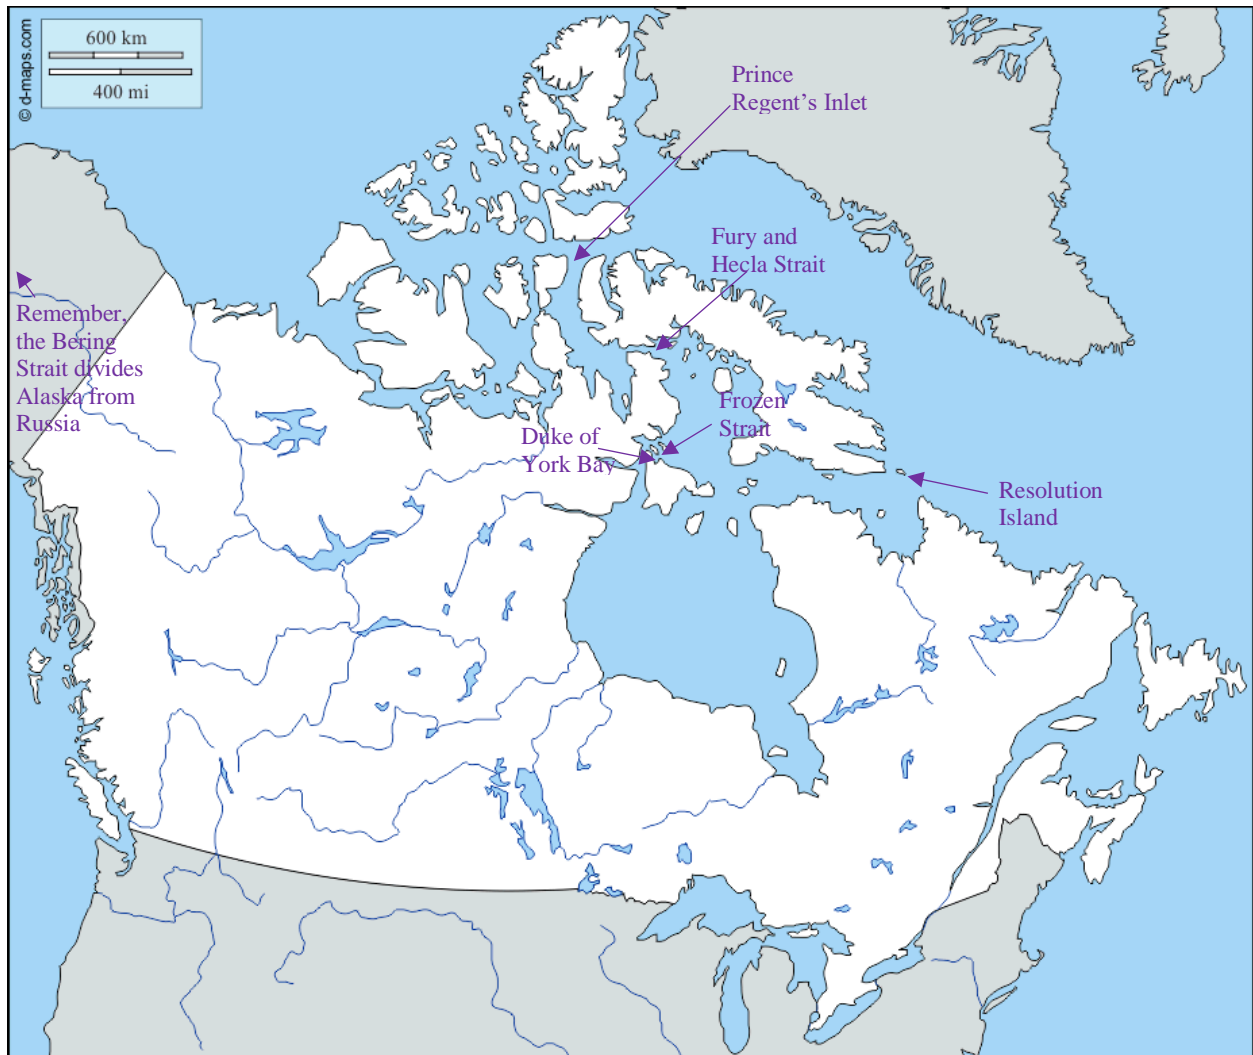 © d-maps.com
600 km
400 mi
Prince
Regent’s Inlet
Fury and
Hecla Strait
Remember,
the Bering
Strait divides
Alaska from
Russia
Frozen
Strait
Duke of
York Bay
Resolution
Island